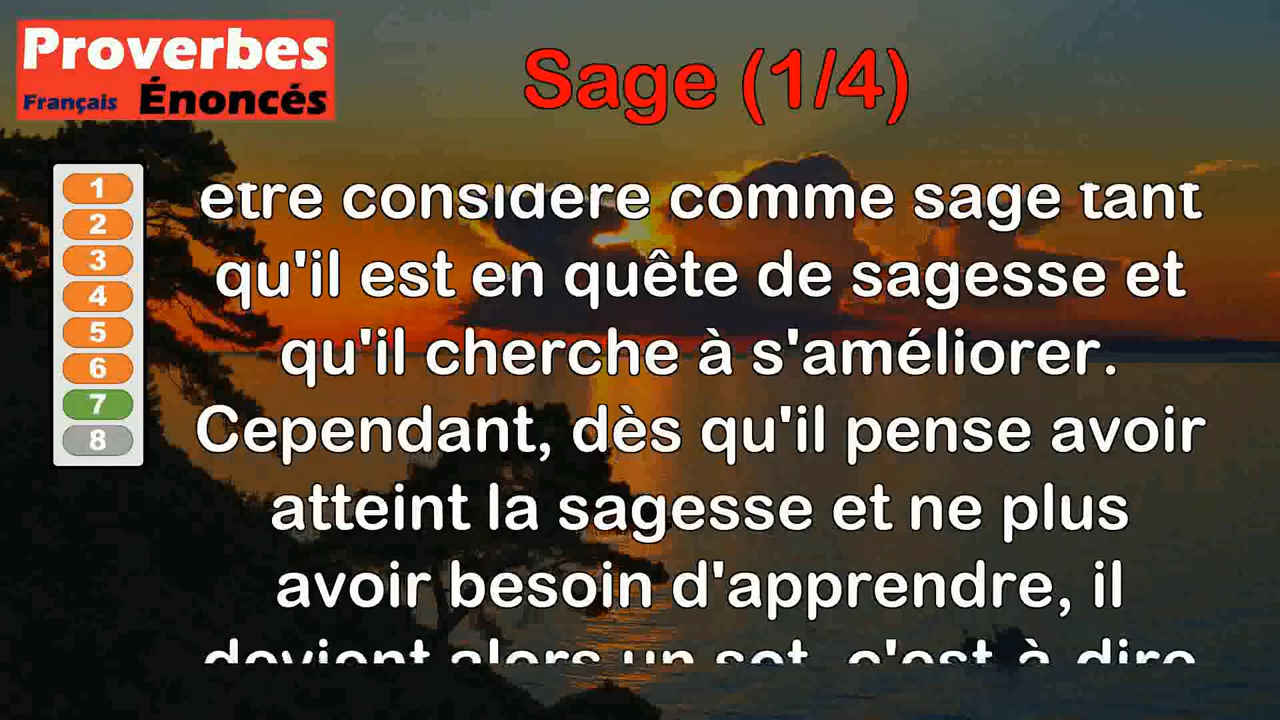 Proverbes
Français Énoncés
Sage (1/4)
1
2
3
4
5
6
7
8
être considéré comme sage tant
qu'il est en quête de sagesse et
qu'il cherche à s'améliorer.
Cependant, dès qu'il pense avoir
atteint la sagesse et ne plus
avoir besoin d'apprendre, il
devient alors un sot, c'est à dire